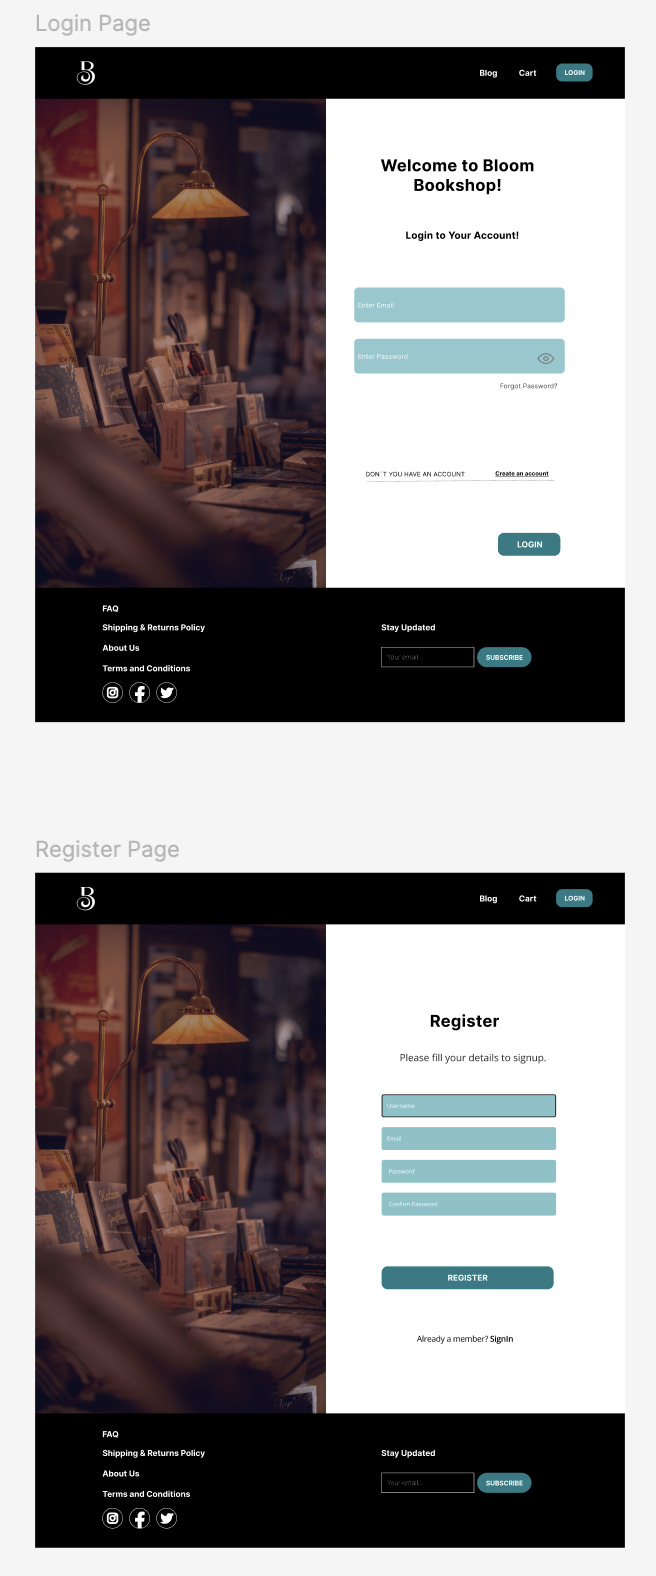 Login Page
B
Blog
Cart
LOGIN
Welcome to Bloom
Bookshop!
Login to Your Account!
Enter Email
Enter Password
Forgot Password?
DON´T YOU HAVE AN ACCOUNT
Create an account
LOGIN
FAQ
Shipping & Returns Policy
About Us
Terms and Conditions
Stay Updated
Your email...
SUBSCRIBE
Register Page
B
Blog
Cart
LOGIN
Register
Please fill your details to signup.
Username
Email
Password
Confirm Password
REGISTER
Already a member? SignIn
FAQ
Shipping & Returns Policy
About Us
Terms and Conditions
Stay Updated
Your email...
SUBSCRIBE